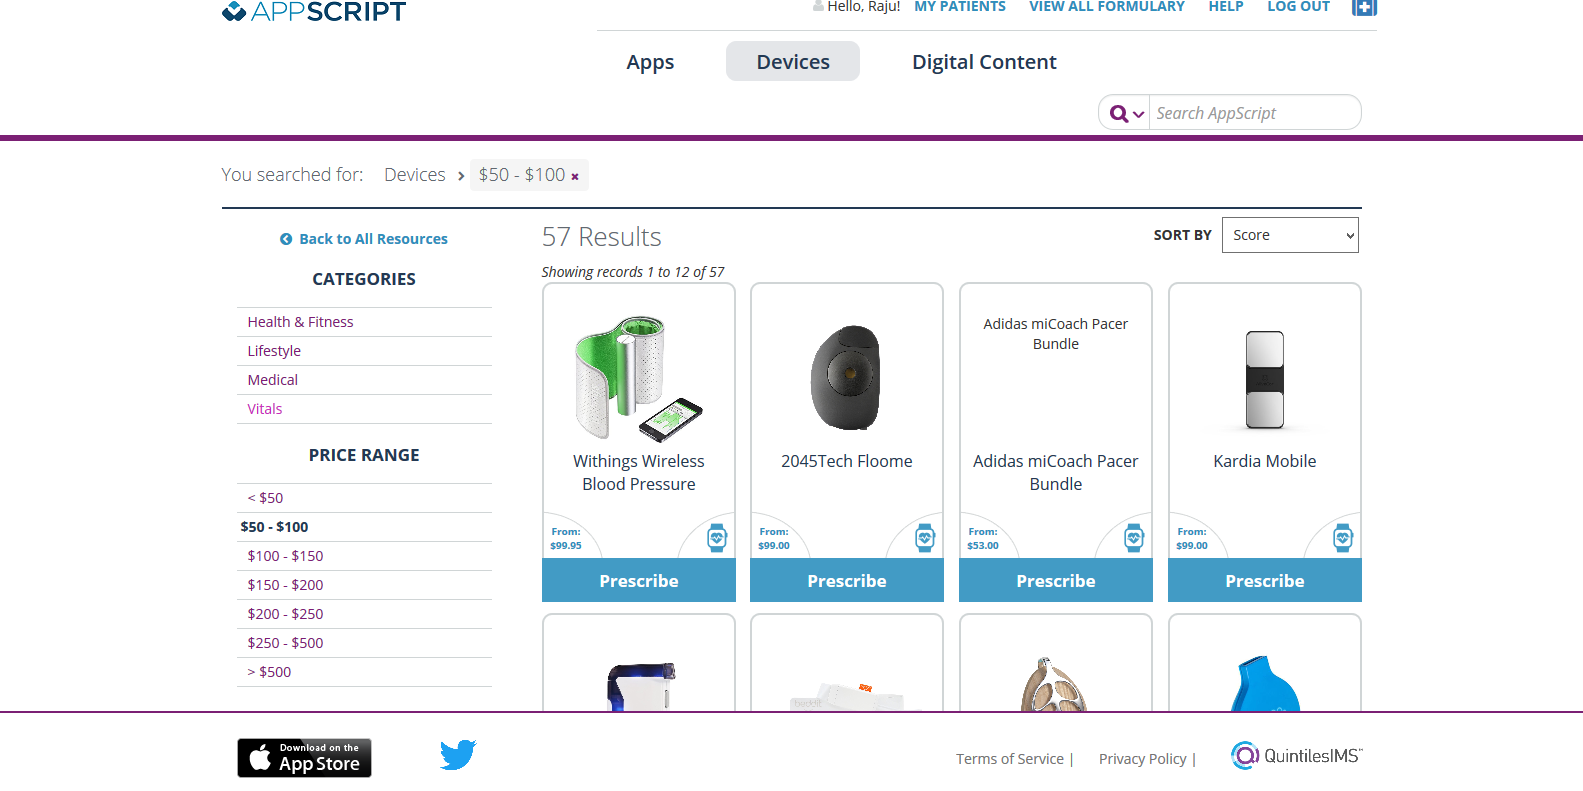 APPSCRIPT
Hello, Raju! MY PATIENTS VIEW ALL FORMULARY HELP LOG OUT
Apps Devices Digital Content
Search AppScript
You searched for: Devices $50 - $100
Back to All Resources
CATEGORIES
Health & Fitness
Lifestyle
Medical
Vitals
PRICE RANGE
< $50
$50 - $100
$100 - $150
$150 - $200
$200 - $250
$250 - $500
> $500
57 Results
SORT BY Score
Showing records 1 to 12 of 57
Withings Wireless
Blood Pressure
From:
$99.95
Prescribe
2045Tech Floome
From:
$99.00
Prescribe
Adidas miCoach Pacer
Bundle
Adidas miCoach Pacer
Bundle
From:
$53.00
Prescribe
Kardia Mobile
From:
$99.00
Prescribe
Download on the
App Store
Terms of Service |
Privacy Policy |
QuintilesIMS™